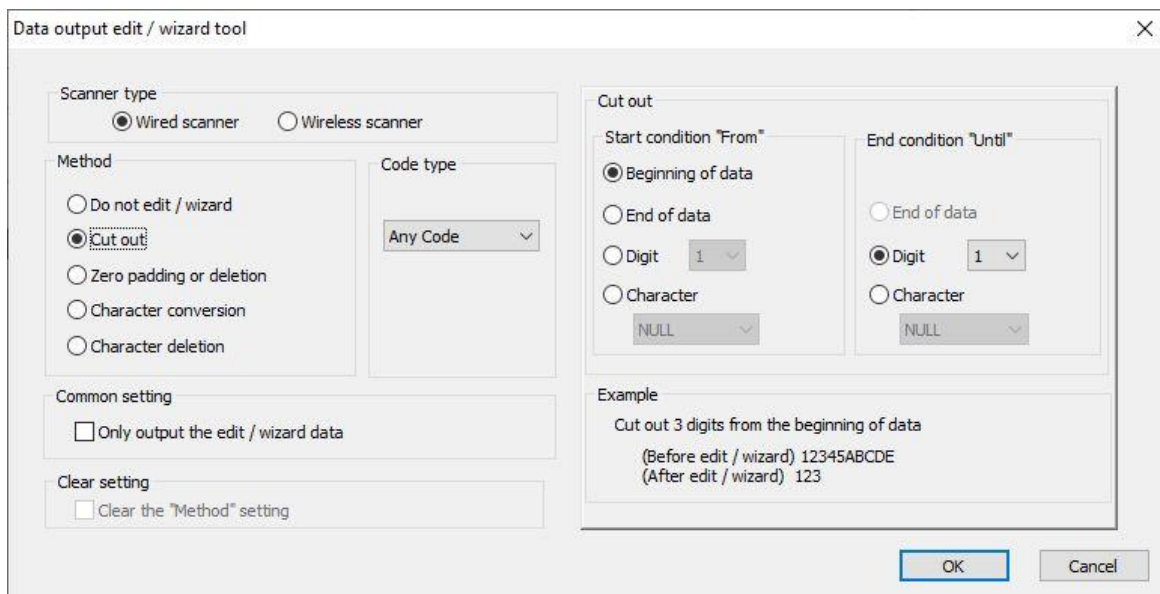 Data output edit / wizard tool
Scanner type
Wired scanner
Wireless scanner
Method
Do not edit / wizard
Cut out
Zero padding or deletion
Character conversion
Character deletion
Code type
Any Code
Common setting
Only output the edit / wizard data
Clear setting
Clear the "Method" setting
Cut out
Start condition "From"
Beginning of data
End of data
Digit 1
Character
NULL
End condition "Until"
End of data
Digit 1
Character
NULL
Example
Cut out 3 digits from the beginning of data
(Before edit / wizard) 12345ABCDE
(After edit / wizard) 123
OK
Cancel